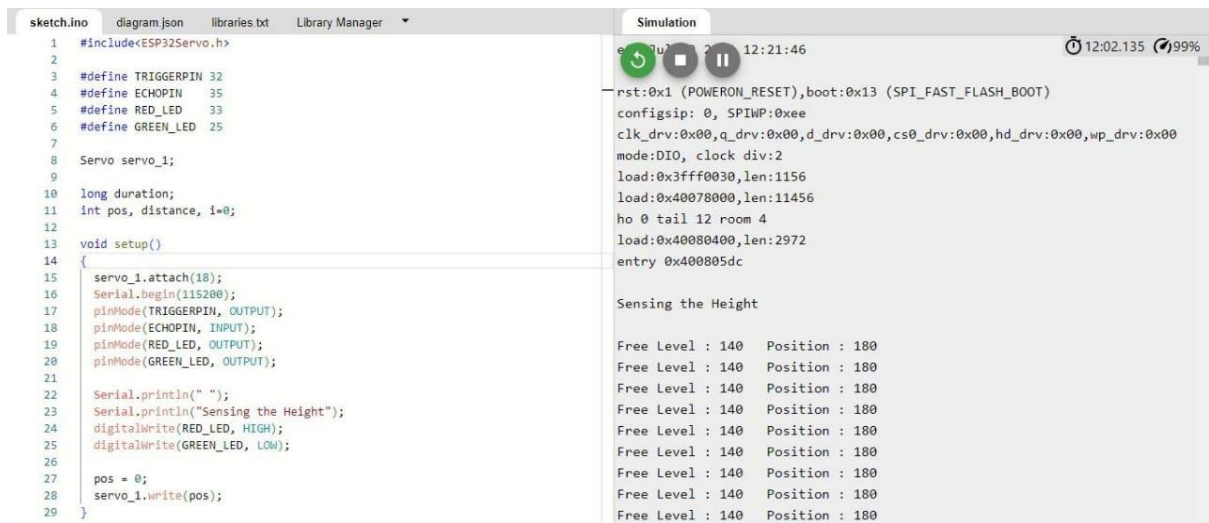 sketch.ino diagram.json libraries.txt Library Manager
1 #include<ESP32Servo.h>
2
3 #define TRIGGERPIN 32
4 #define ECHOPIN 35
5 #define RED_LED 33
6 #define GREEN_LED 25
7
8 Servo servo_1;
9
10 long duration;
11 int pos, distance, i=0;
12
13 void setup()
14 {
15 servo_1.attach(18);
16 Serial.begin(115200);
17 pinMode(TRIGGERPIN, OUTPUT);
18 pinMode(ECHOPIN, INPUT);
19 pinMode(RED_LED, OUTPUT);
20 pinMode(GREEN_LED, OUTPUT);
21
22 Serial.println(" ");
23 Serial.println("Sensing the Height");
24 digitalWrite(RED_LED, HIGH);
25 digitalWrite(GREEN_LED, LOW);
26
27 pos = 0;
28 servo_1.write(pos);
29 }
Simulation
12:02.135 99%
12:21:46
rst:0x1 (POWERON_RESET),boot:0x13 (SPI_FAST_FLASH_BOOT)
configsip: 0, SPIWP:0xee
clk_drv:0x00,q_drv:0x00,d_drv:0x00,cs0_drv:0x00,hd_drv:0x00,wp_drv:0x00
mode:DIO, clock div:2
load:0x3fff0030,len:1156
load:0x40078000,len:11456
ho 0 tail 12 room 4
load:0x40080400,len:2972
entry 0x400805dc
Sensing the Height
Free Level : 140 Position : 180
Free Level : 140 Position : 180
Free Level : 140 Position : 180
Free Level : 140 Position : 180
Free Level : 140 Position : 180
Free Level : 140 Position : 180
Free Level : 140 Position : 180
Free Level : 140 Position : 180
Free Level : 140 Position : 180